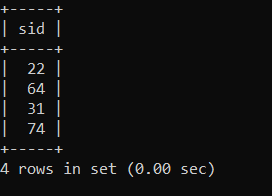 +-----+
| sid |
+-----+
|  22 |
|  64 |
|  31 |
|  74 |
+-----+
4 rows in set (0.00 sec)